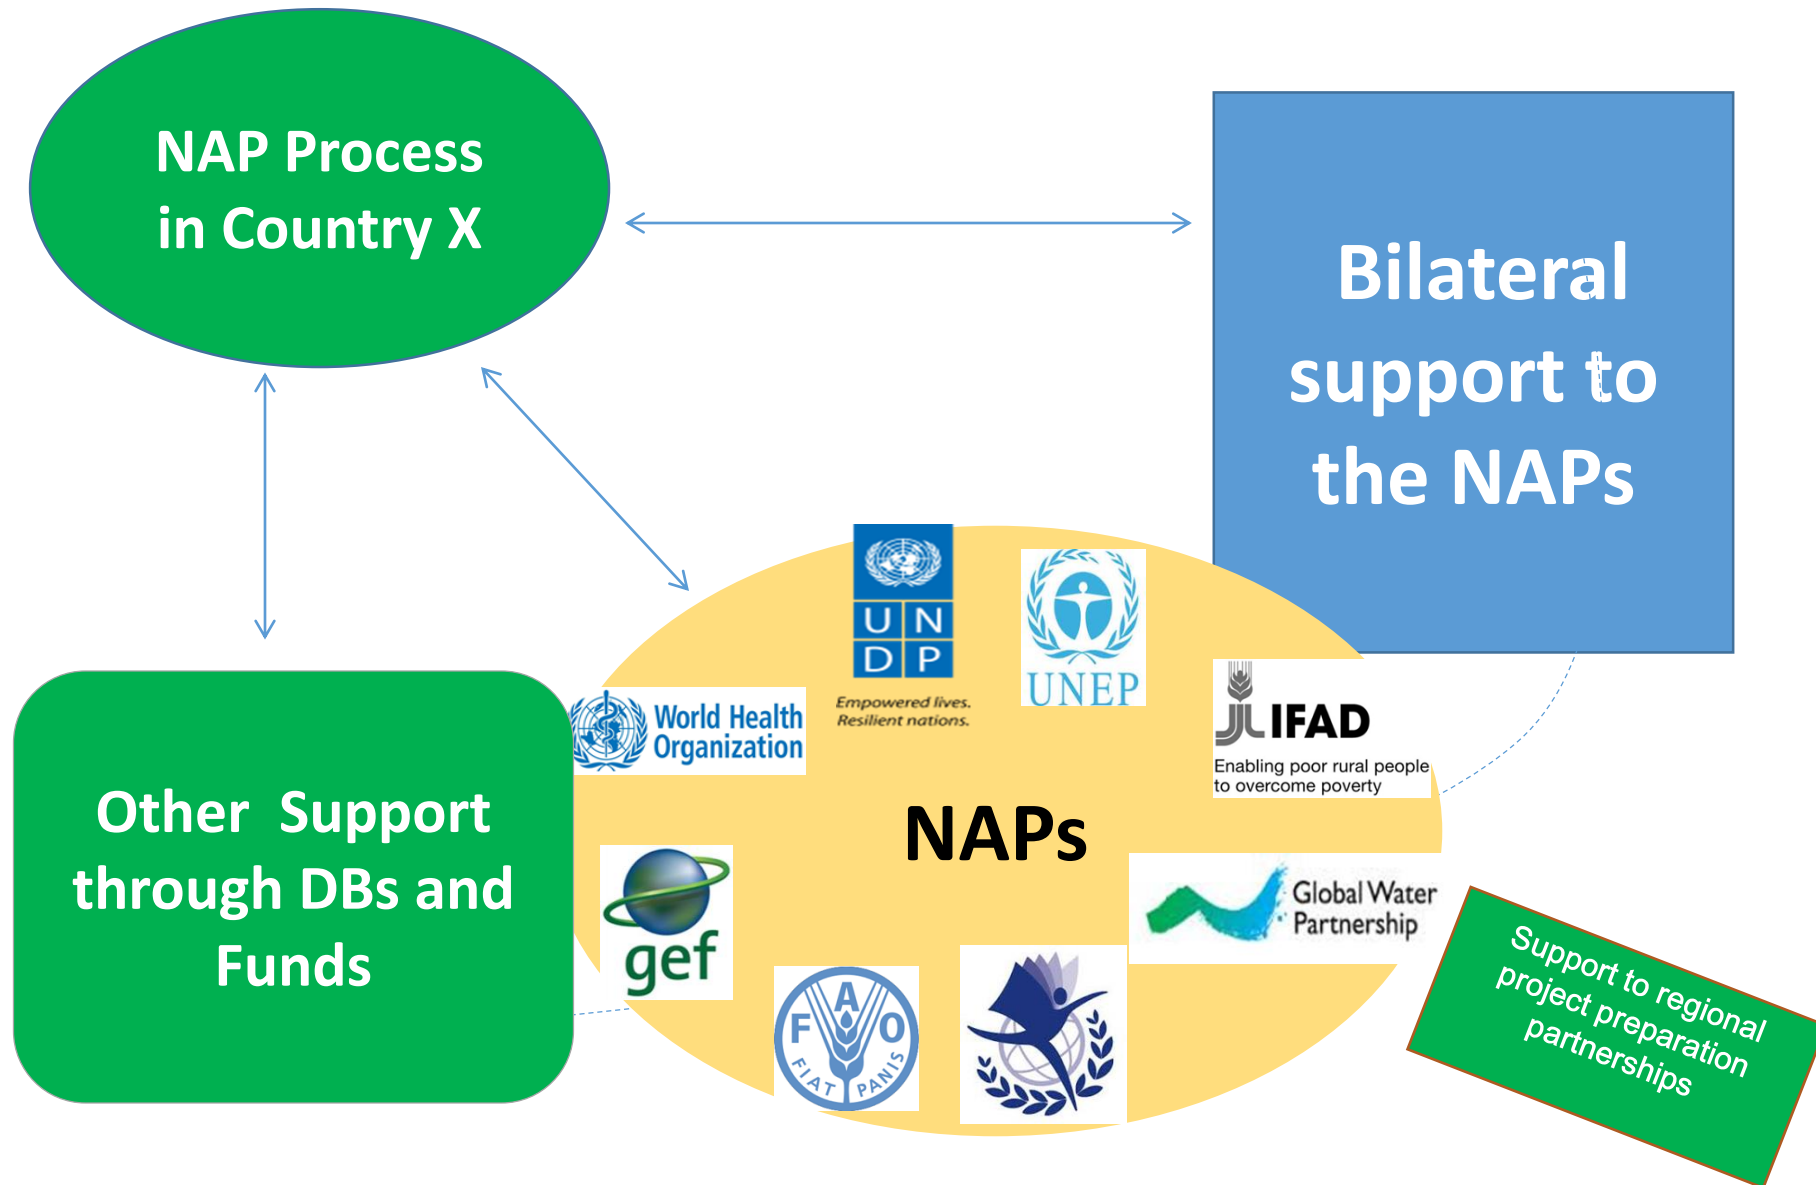 NAP Process
in Country X
Bilateral
support to
the NAPs
UN
DP
Empowered lives.
Resilient nations.
UNEP
World Health
Organization
IFAD
Enabling poor rural people
to overcome poverty
NAPs
Other  Support
through DBs and
Funds
gef
Global Water
Partnership
F A O
FIAT PANIS
Support to regional
project preparation
partnerships